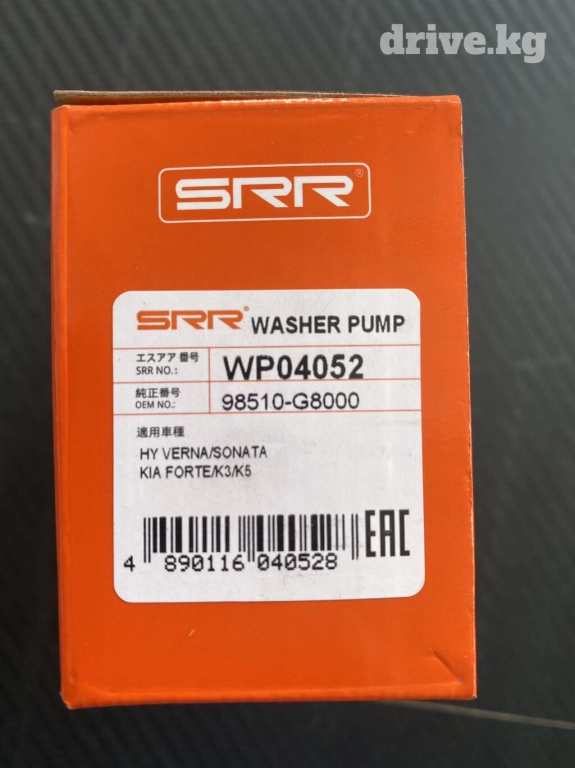 drive.kg
SRR®
SRR® WASHER PUMP
エスアア 番号
SRR NO.: WP04052
純正番号
OEM NO.: 98510-G8000
適用車種
HY VERNA/SONATA
KIA FORTE/K3/K5
EAC
4 890116 040528